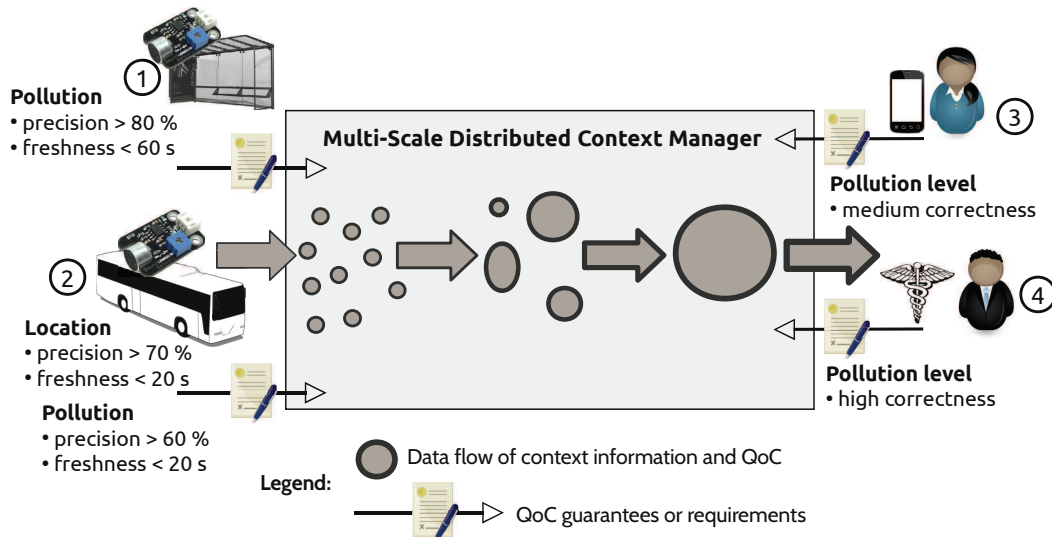 1
Pollution
• precision > 80 %
• freshness < 60 s
Multi-Scale Distributed Context Manager
3
Pollution level
• medium correctness
2
Location
• precision > 70 %
• freshness < 20 s
Pollution
• precision > 60 %
• freshness < 20 s
4
Pollution level
• high correctness
Legend:
Data flow of context information and QoC
QoC guarantees or requirements